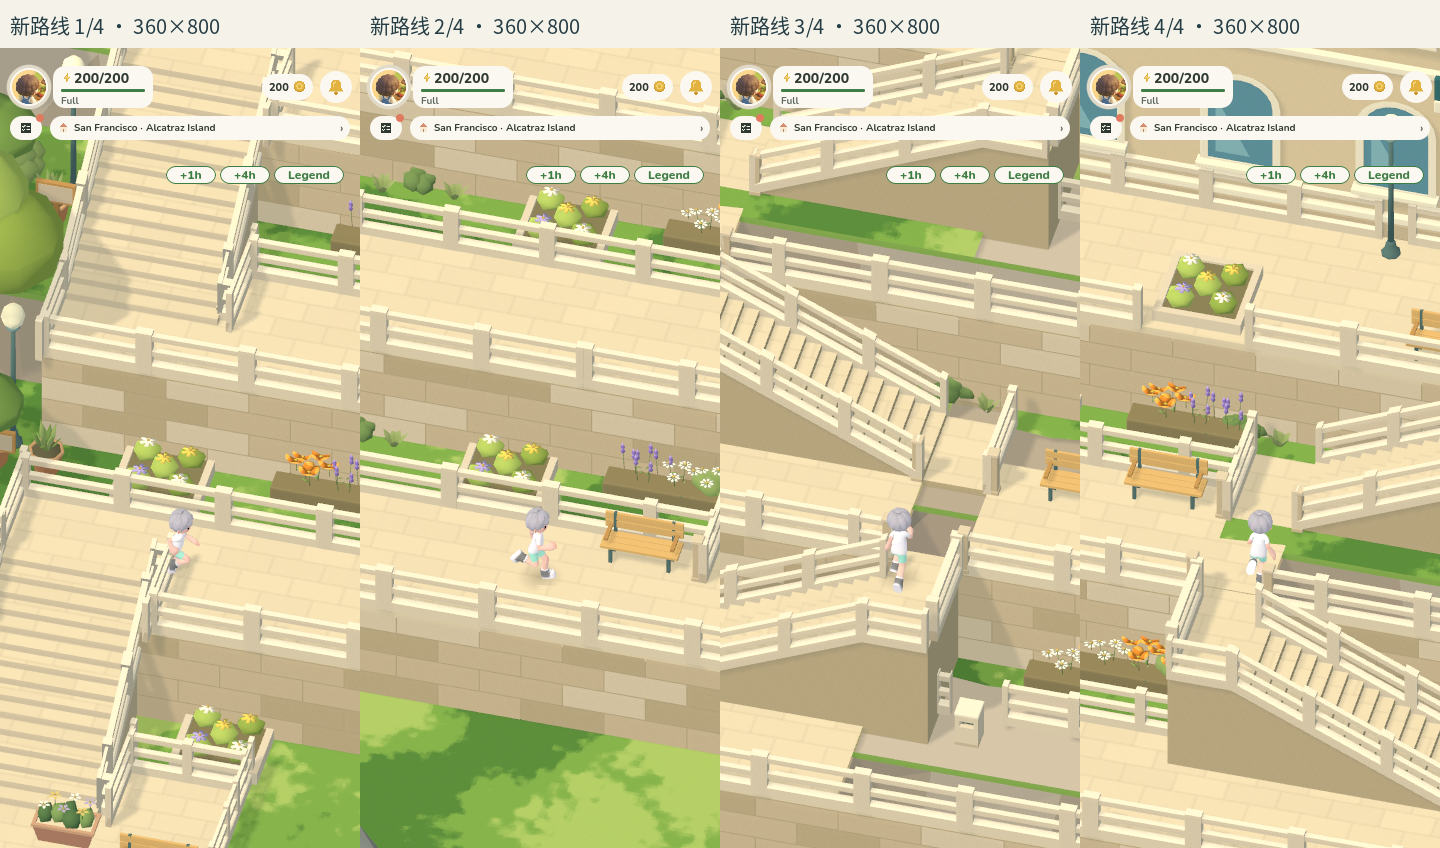 新路线 1/4 · 360×800
200/200
Full
200
San Francisco · Alcatraz Island ›
+1h +4h Legend
新路线 2/4 · 360×800
200/200
Full
200
San Francisco · Alcatraz Island ›
+1h +4h Legend
新路线 3/4 · 360×800
200/200
Full
200
San Francisco · Alcatraz Island ›
+1h +4h Legend
新路线 4/4 · 360×800
200/200
Full
200
San Francisco · Alcatraz Island ›
+1h +4h Legend